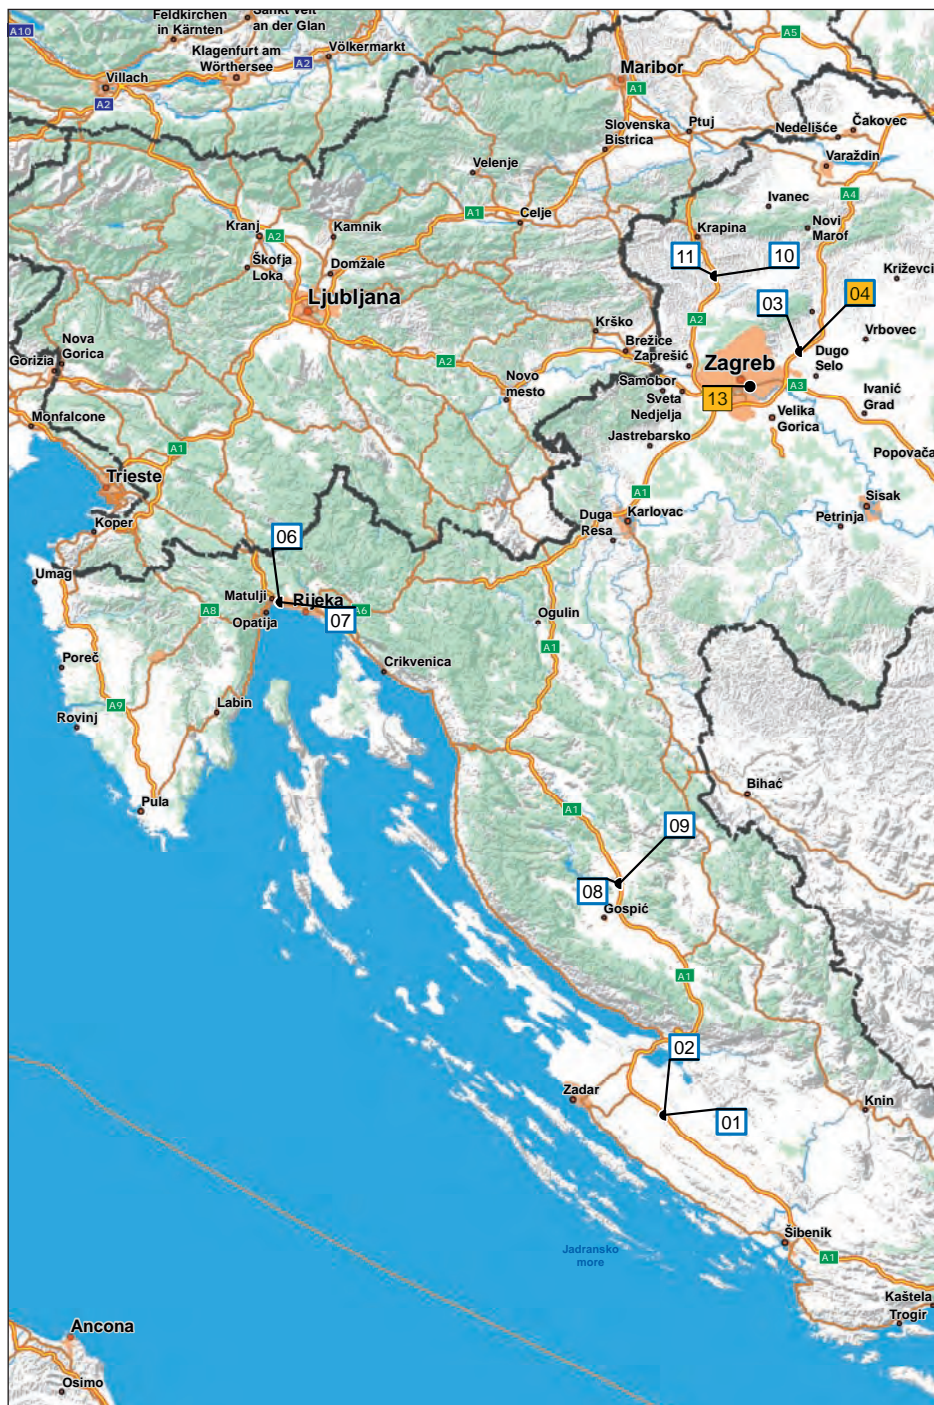 Feldkirchen
in Kärnten
Sankt Veit
an der Glan
A10
Klagenfurt am
Wörthersee
A2
Völkermarkt
Villach
A2
A5
Maribor
A1
Slovenska
Bistrica
Ptuj
Nedelišće
Čakovec
Varaždin
Velenje
A4
Ivanec
A1
Celje
Novi
Marof
Kranj
A2
Kamnik
Krapina
11
10
Škofja
Loka
Domžale
Križevci
04
03
Ljubljana
A2
Krško
Vrbovec
Nova
Gorica
Brežice
Zaprešić
Dugo
Selo
Gorizia
A2
Zagreb
Novo
mesto
Samobor
A3
Ivanić
Grad
Sveta
Nedjelja
13
Monfalcone
Velika
Gorica
Jastrebarsko
A1
Popovača
Trieste
A1
Sisak
Koper
Duga
Resa
Karlovac
Petrinja
06
Umag
Matulji
Rijeka
A8
A6
Opatija
07
Ogulin
A1
Poreč
Crikvenica
A9
Labin
Rovinj
Bihać
Pula
A1
09
08
Gospić
A1
02
Zadar
Knin
01
Šibenik
Jadransko
more
A1
Kaštela
Trogir
Ancona
Osimo